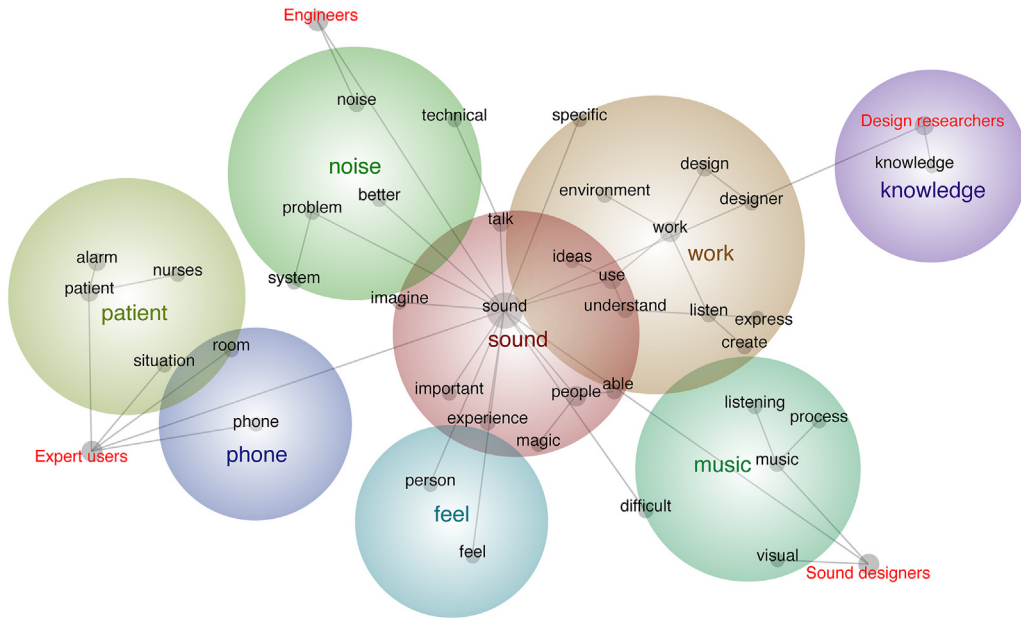 Engineers
noise
technical
specific
Design researchers
noise
better
problem
design
environment
designer
knowledge
knowledge
talk
work
work
alarm
nurses
patient
patient
system
imagine
ideas
use
sound
understand
sound
listen
express
create
situation
room
important
people
able
experience
magic
listening
process
phone
phone
Expert users
music
music
person
feel
feel
difficult
visual
Sound designers